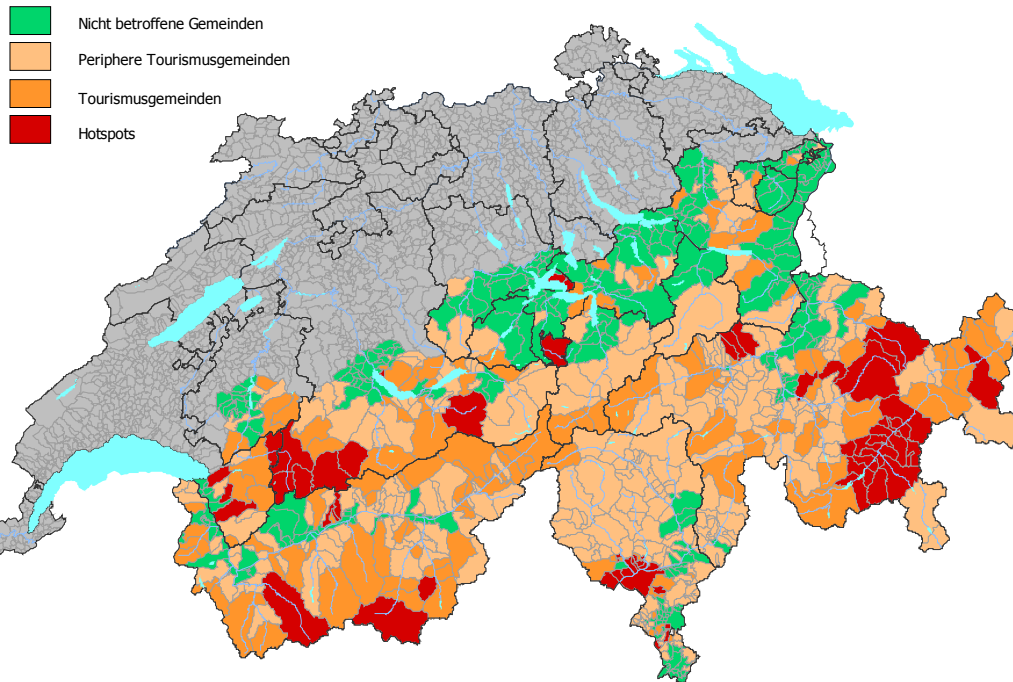 Nicht betroffene Gemeinden
Periphere Tourismusgemeinden
Tourismusgemeinden
Hotspots